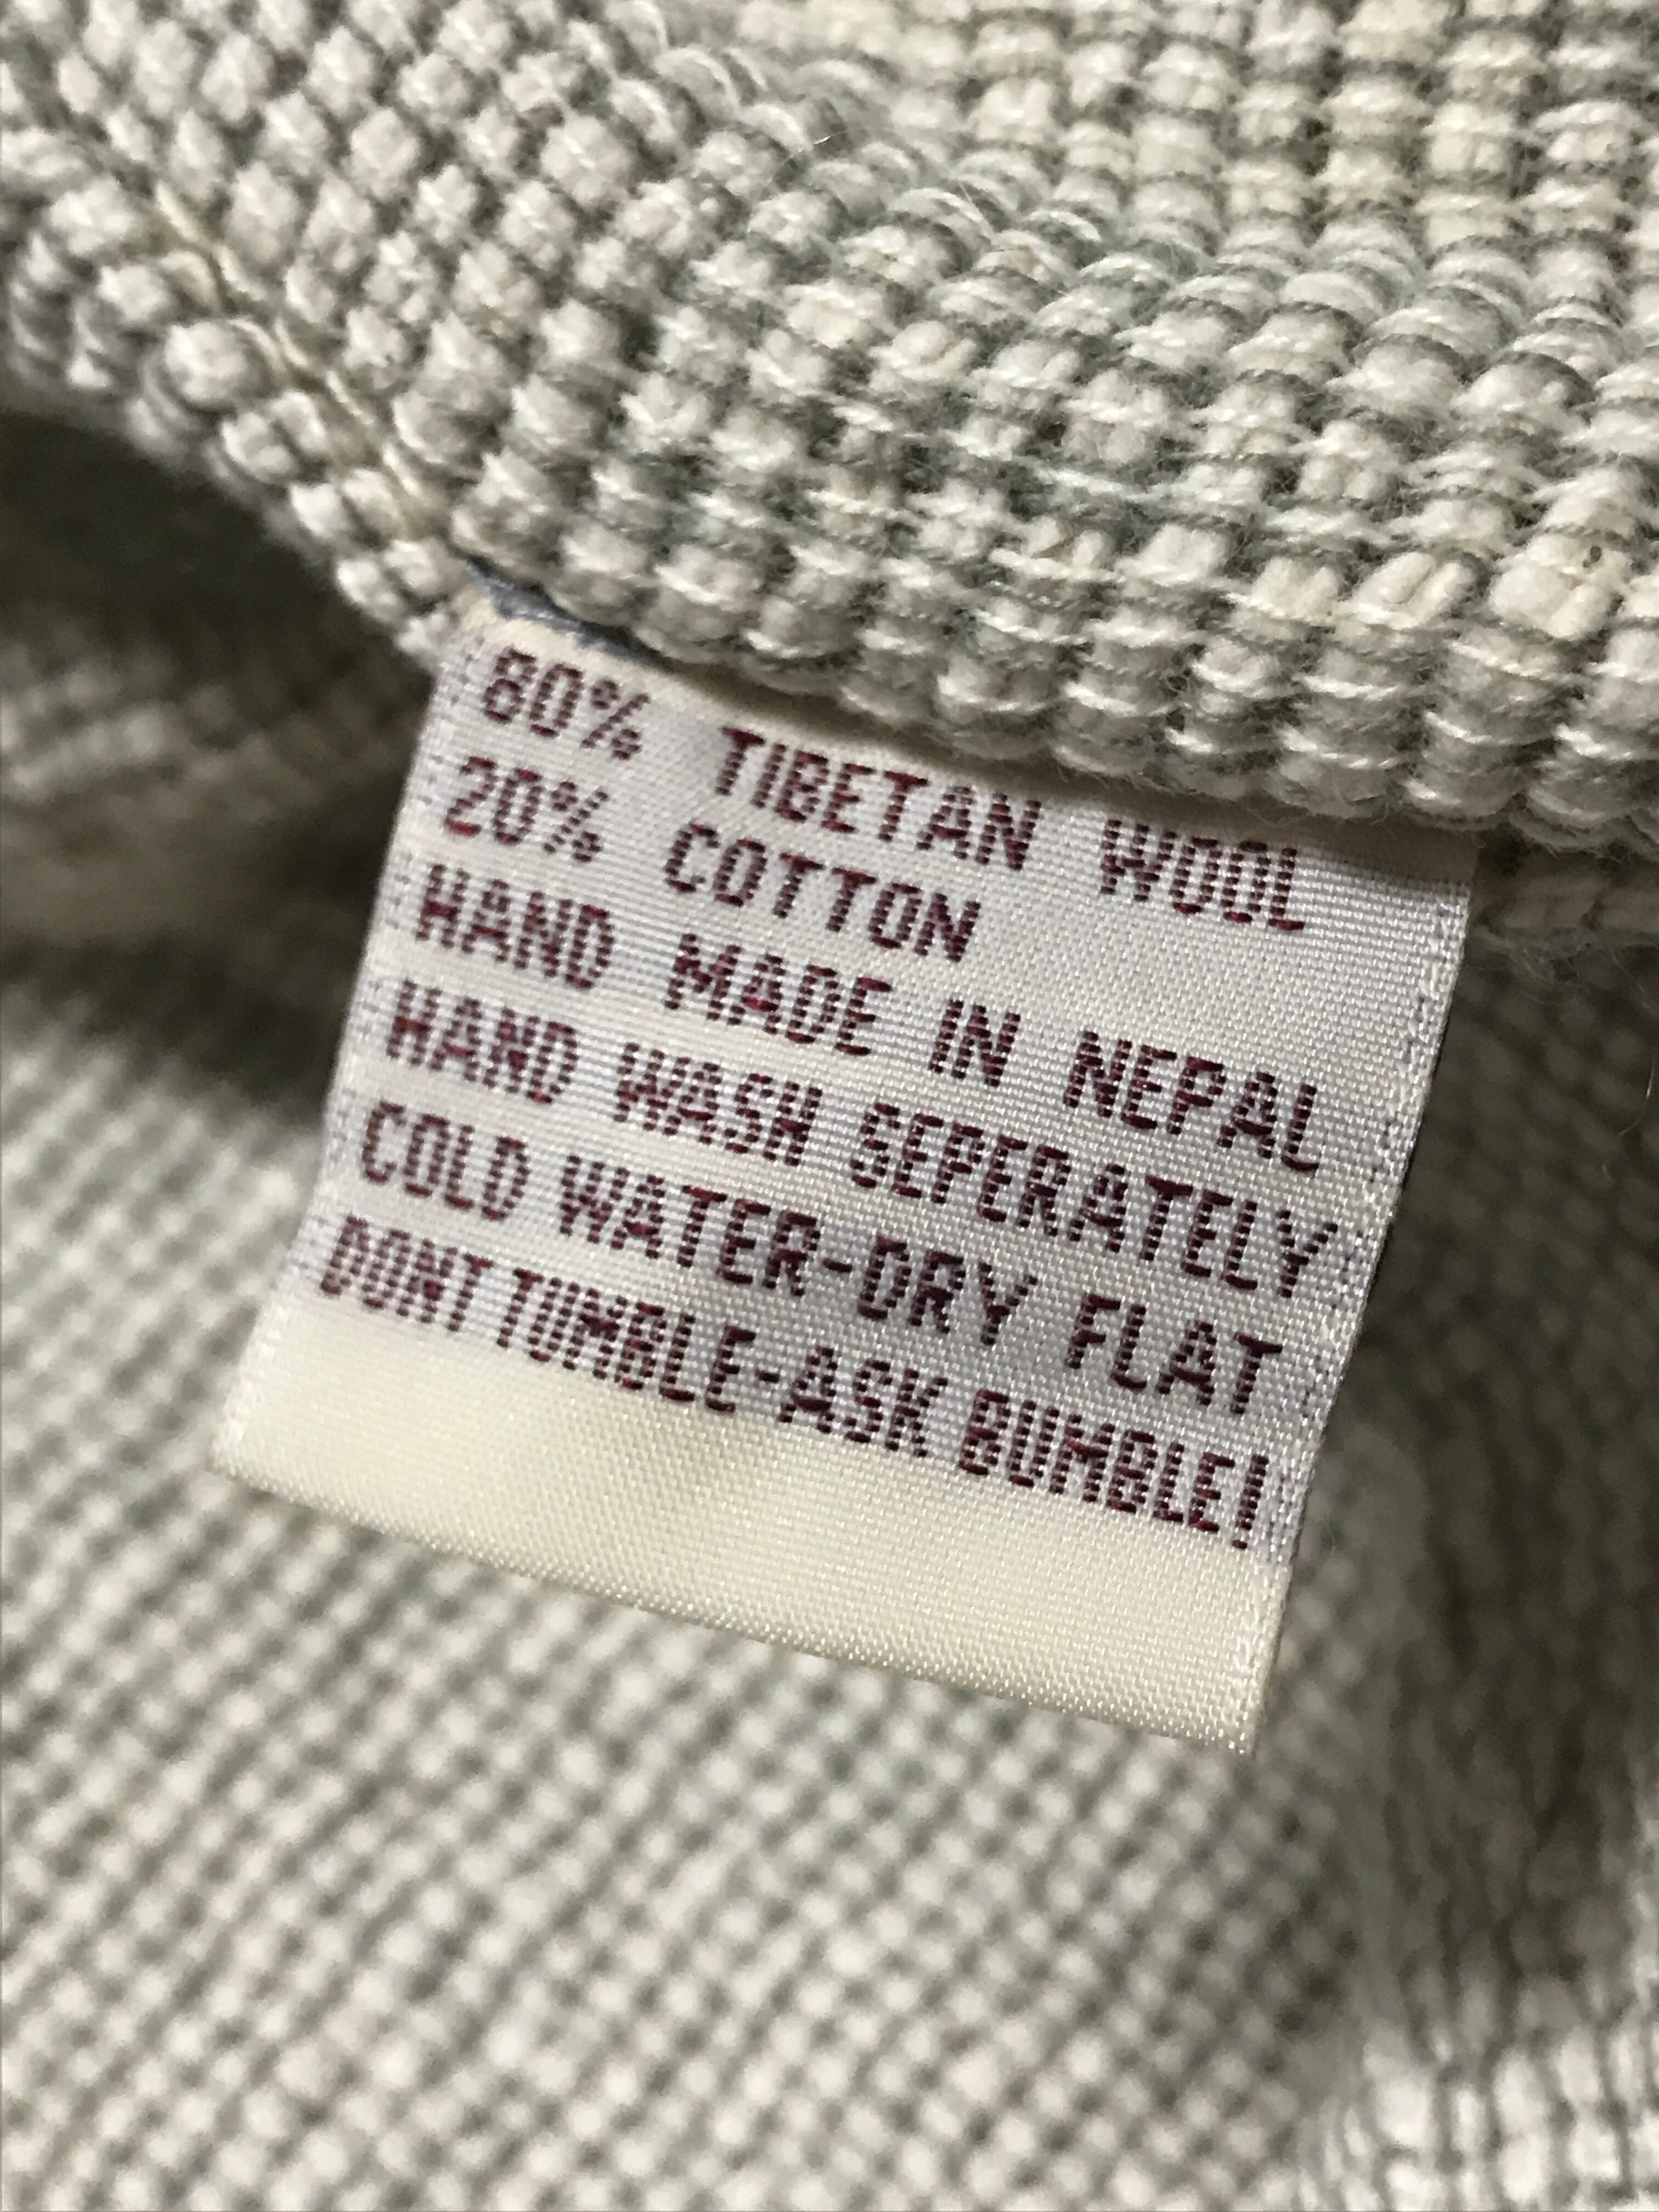 80% TIBETAN WOOL
20% COTTON
HAND MADE IN NEPAL
HAND WASH SEPERATELY
COLD WATER-DRY FLAT
DONT TUMBLE-ASK BUMBLE!